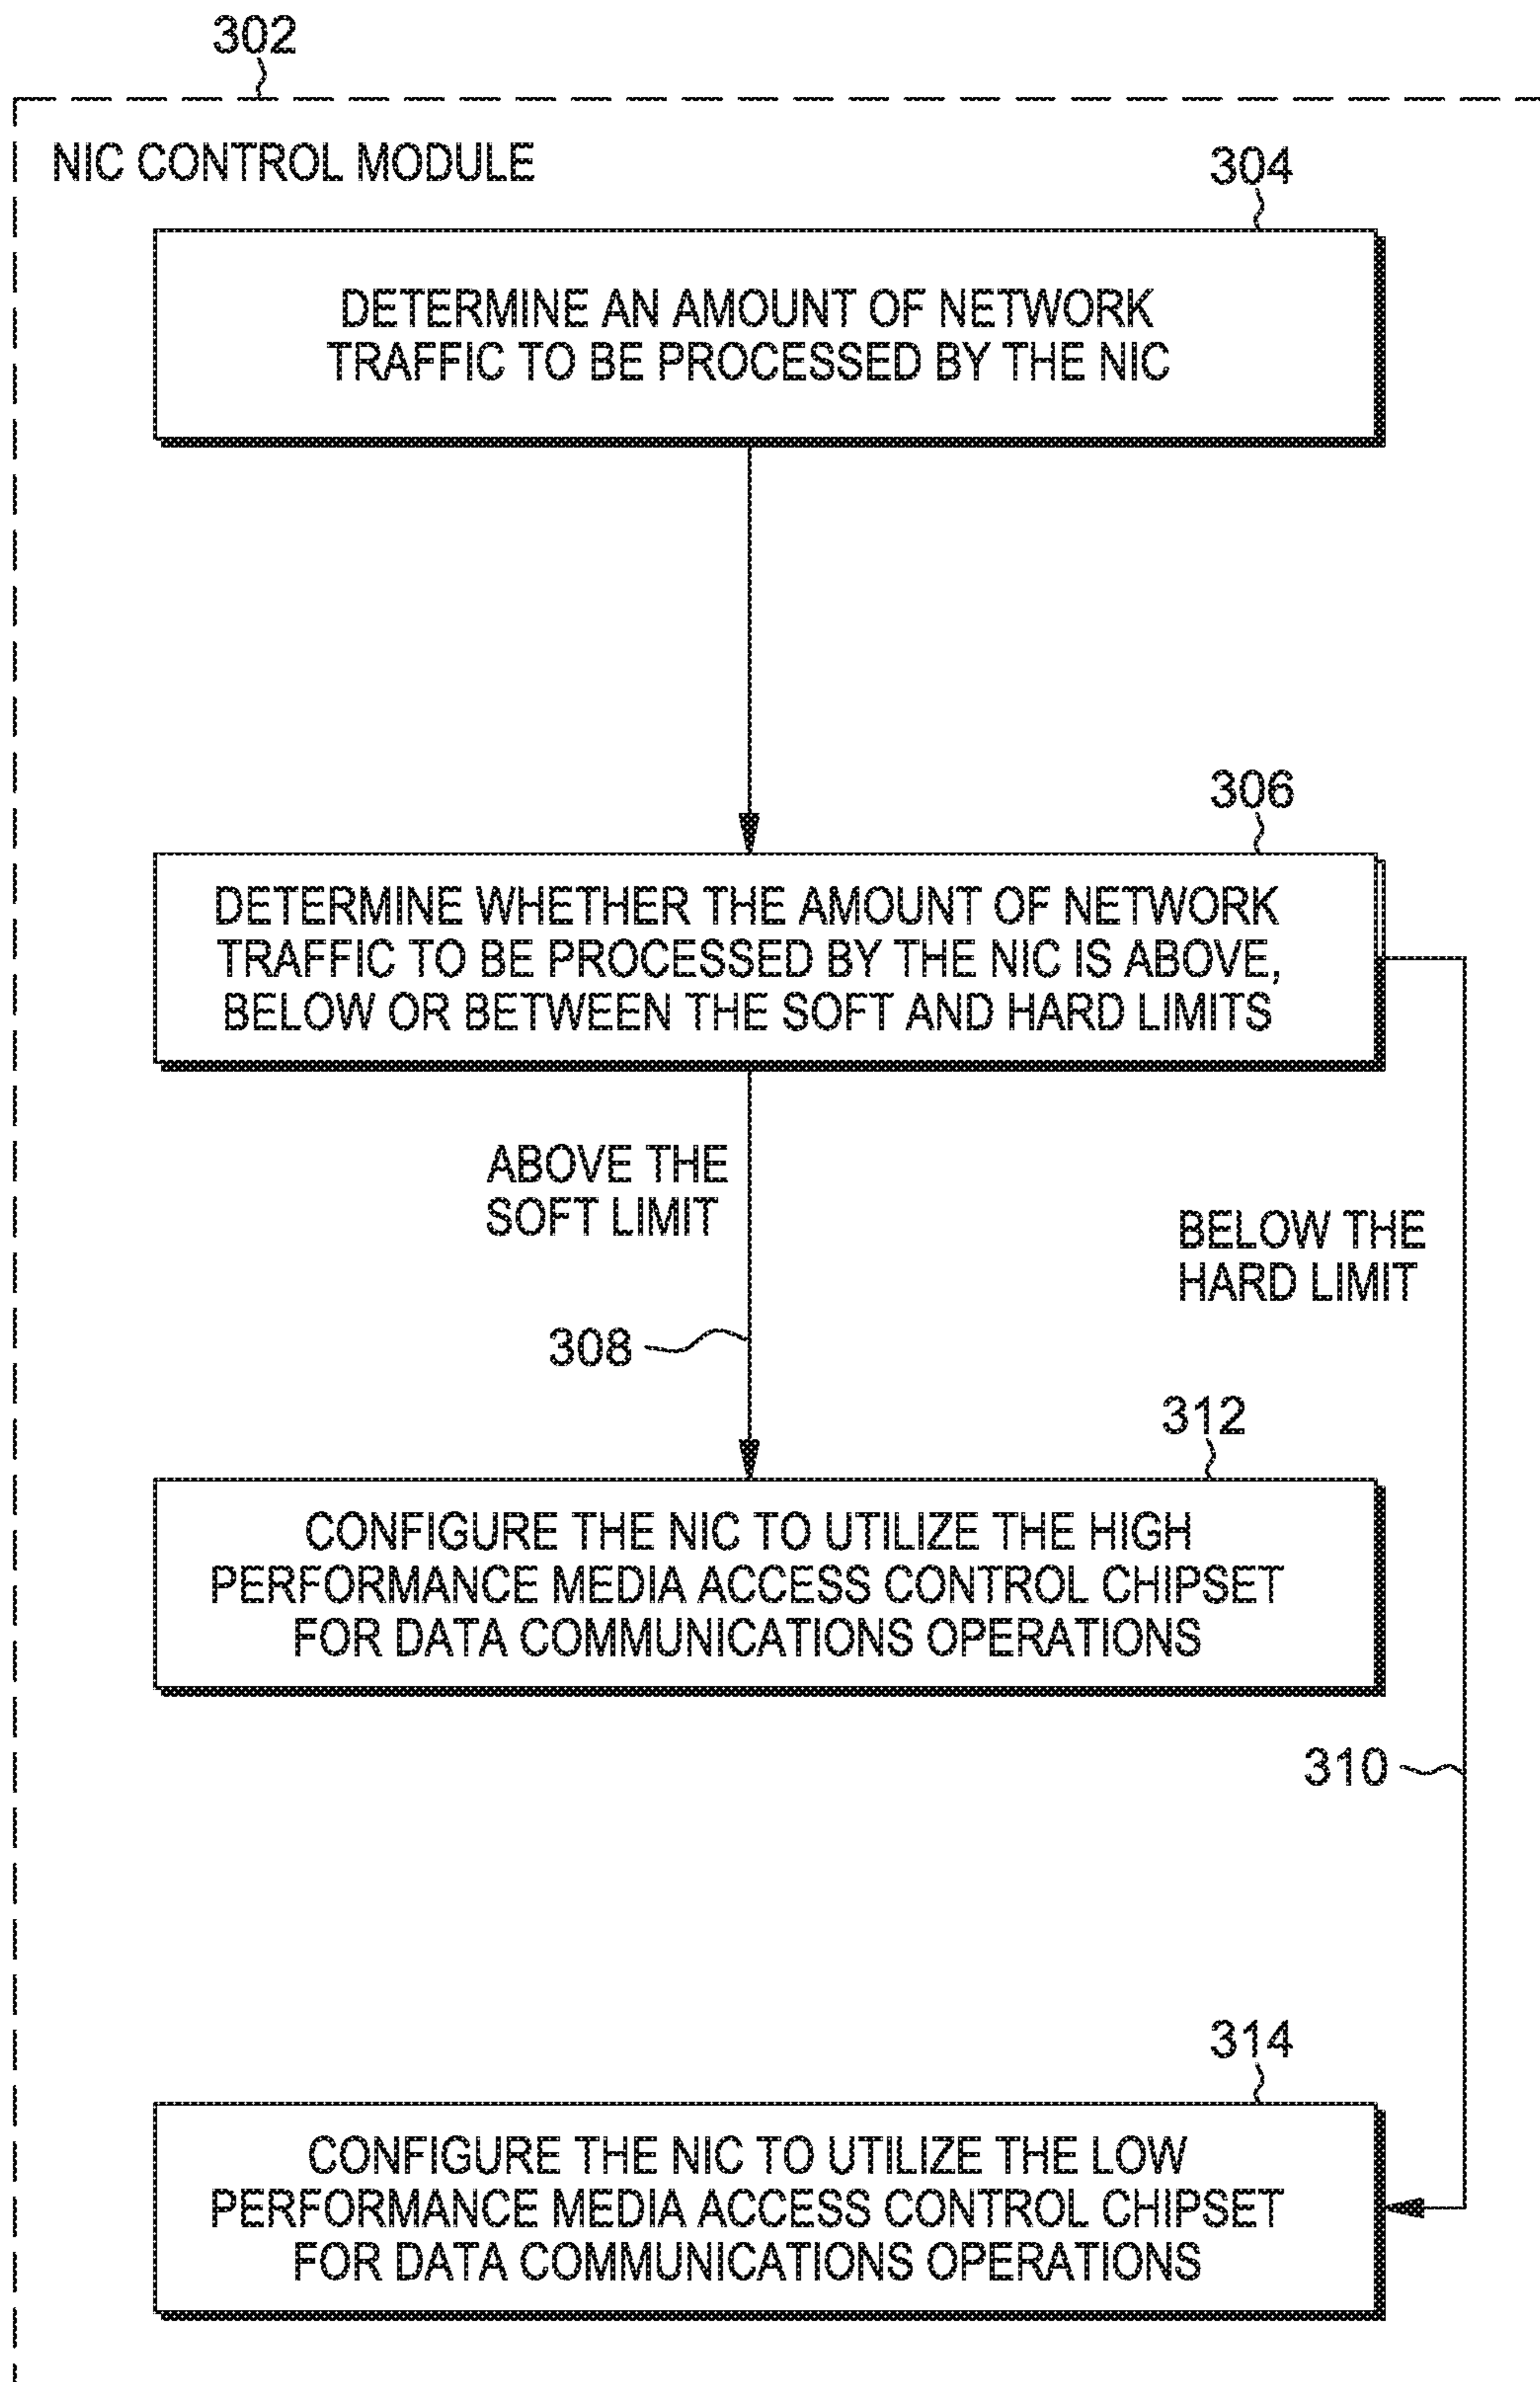 302
NIC CONTROL MODULE
304
DETERMINE AN AMOUNT OF NETWORK
TRAFFIC TO BE PROCESSED BY THE NIC
306
DETERMINE WHETHER THE AMOUNT OF NETWORK
TRAFFIC TO BE PROCESSED BY THE NIC IS ABOVE,
BELOW OR BETWEEN THE SOFT AND HARD LIMITS
ABOVE THE
SOFT LIMIT
BELOW THE
HARD LIMIT
308
312
CONFIGURE THE NIC TO UTILIZE THE HIGH
PERFORMANCE MEDIA ACCESS CONTROL CHIPSET
FOR DATA COMMUNICATIONS OPERATIONS
310
314
CONFIGURE THE NIC TO UTILIZE THE LOW
PERFORMANCE MEDIA ACCESS CONTROL CHIPSET
FOR DATA COMMUNICATIONS OPERATIONS